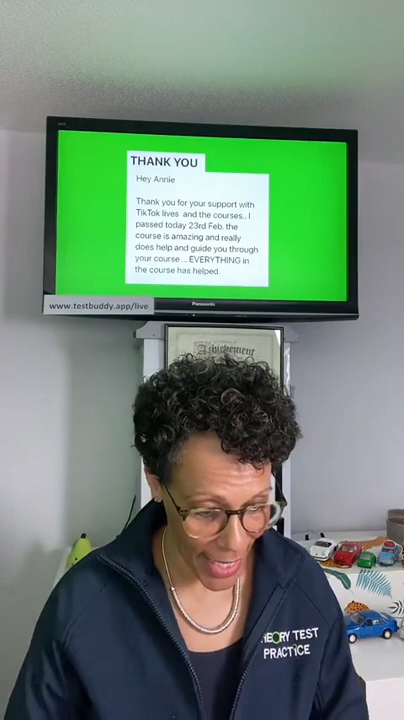 THANK YOU
Hey Annie
Thank you for your support with
TikTok lives and the courses.. I
passed today 23rd Feb. the
course is amazing and really
does help and guide you through
your course ... EVERYTHING in
the course has helped.
www.testbuddy.app/live
Panasonic
Achievement
THEORY TEST
PRACTICE